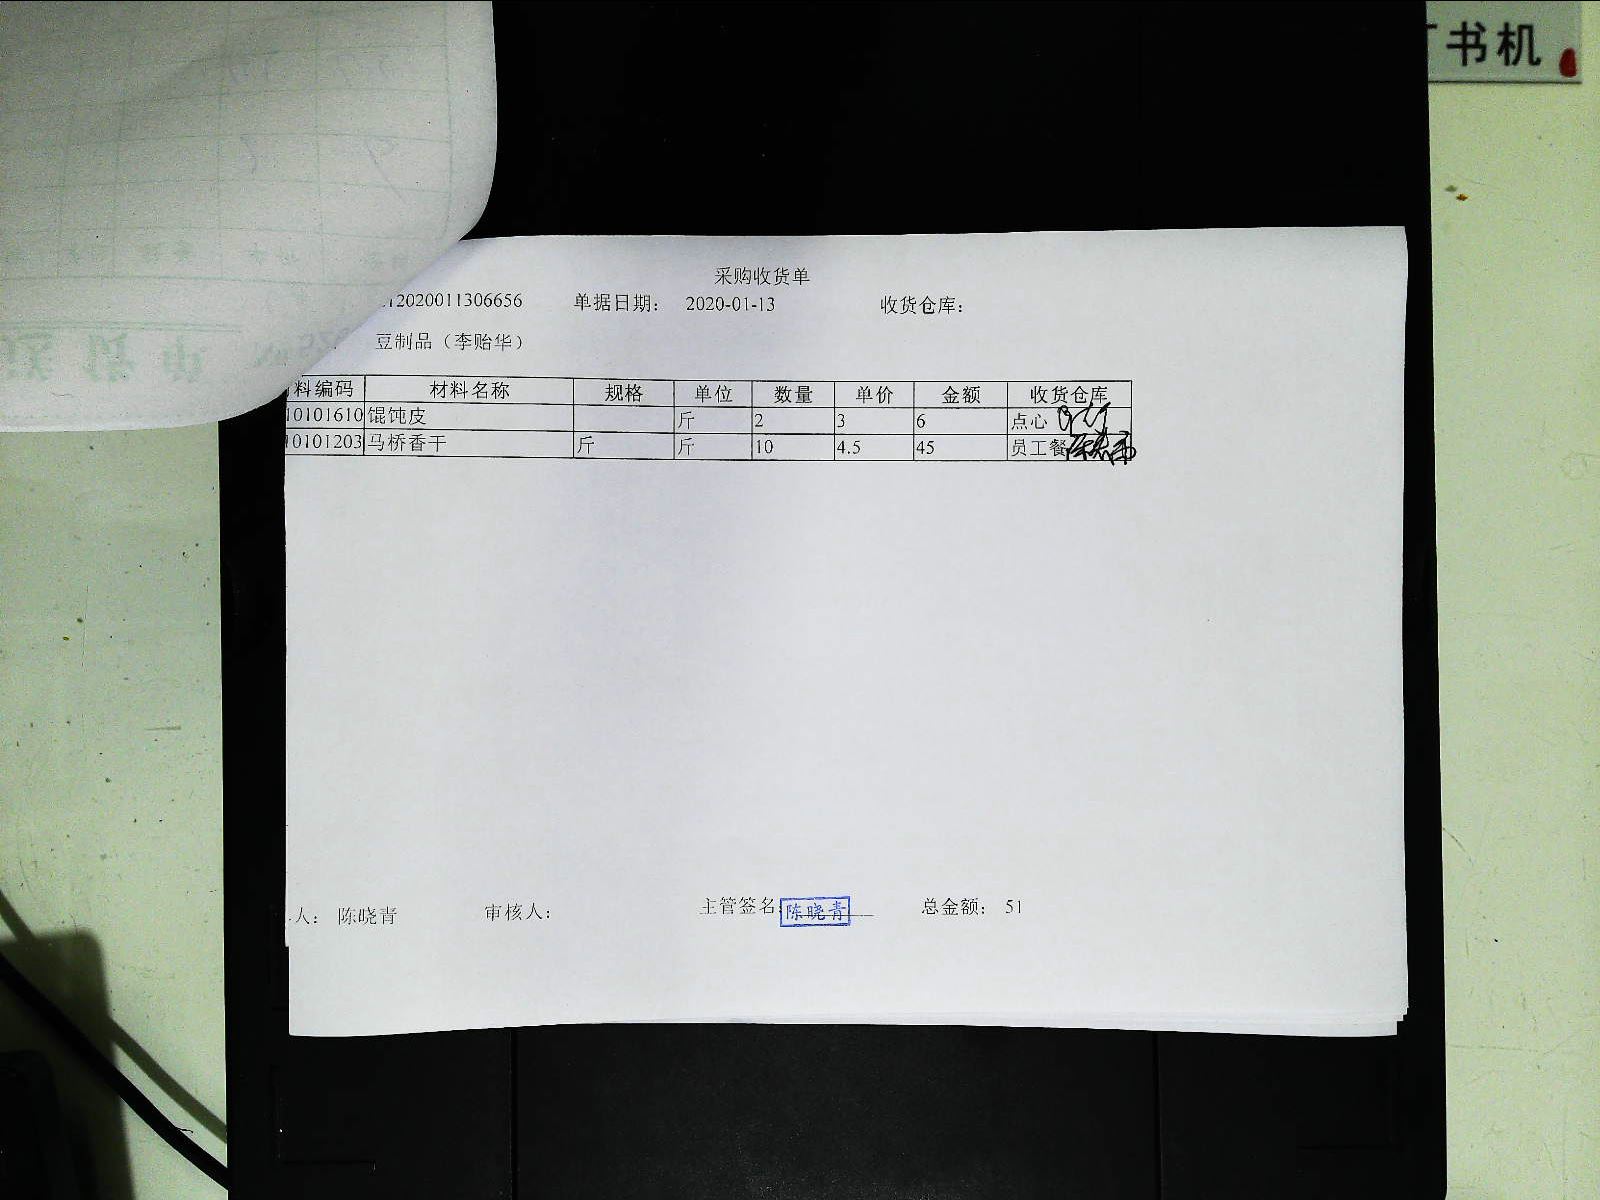 书机
采购收货单
12020011306656 单据日期： 2020-01-13 收货仓库：
豆制品（李贻华）
料编码 材料名称 规格 单位 数量 单价 金额 收货仓库
10101610 馄饨皮 斤 2 3 6 点心
10101203 马桥香干 斤 斤 10 4.5 45 员工餐
人： 陈晓青 审核人： 主管签名： 陈晓青 总金额： 51